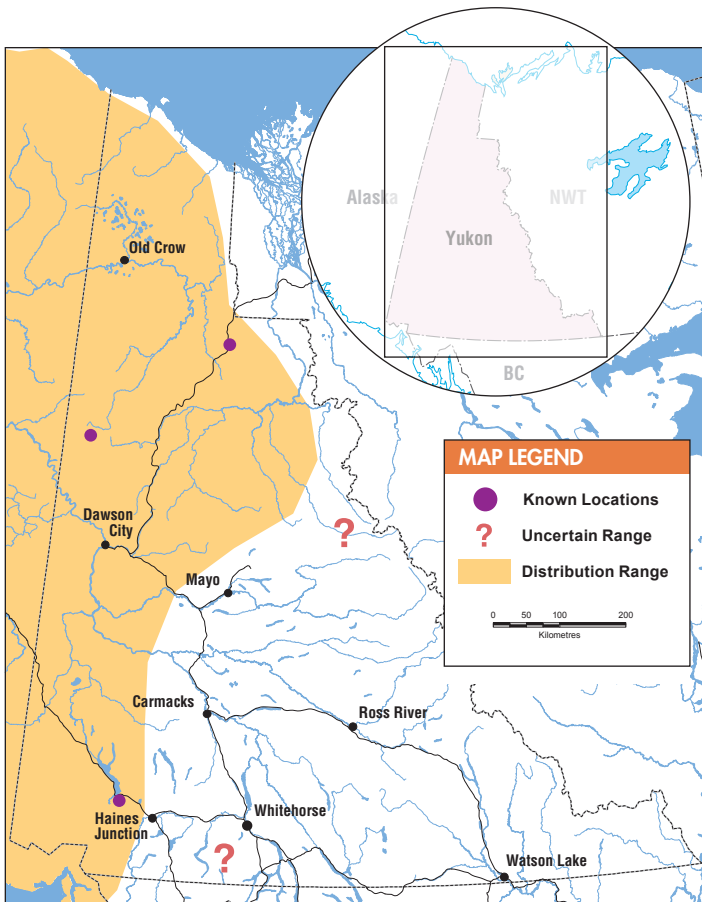 Alaska
NWT
Yukon
BC
Old Crow
MAP LEGEND
Known Locations
? Uncertain Range
Distribution Range
0 50 100 200
Kilometres
Dawson
City
?
Mayo
Carmacks
Ross River
Haines
Junction
Whitehorse
?
Watson Lake